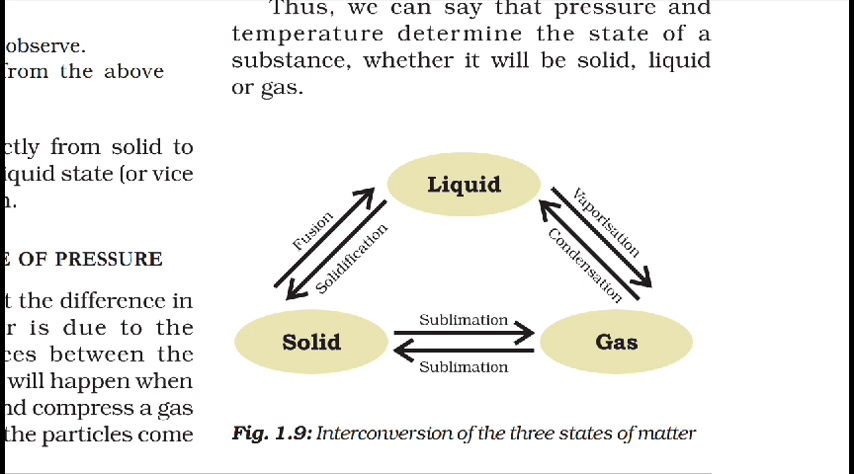 observe.
from the above
ctly from solid to
iquid state (or vice
OF PRESSURE
t the difference in
r is due to the
ces between the
will happen when
nd compress a gas
the particles come
Thus, we can say that pressure and
temperature determine the state of a
substance, whether it will be solid, liquid
or gas.
Liquid
Fusion
Solidification
Vaporisation
Condensation
Solid
Sublimation
Sublimation
Gas
Fig. 1.9: Interconversion of the three states of matter